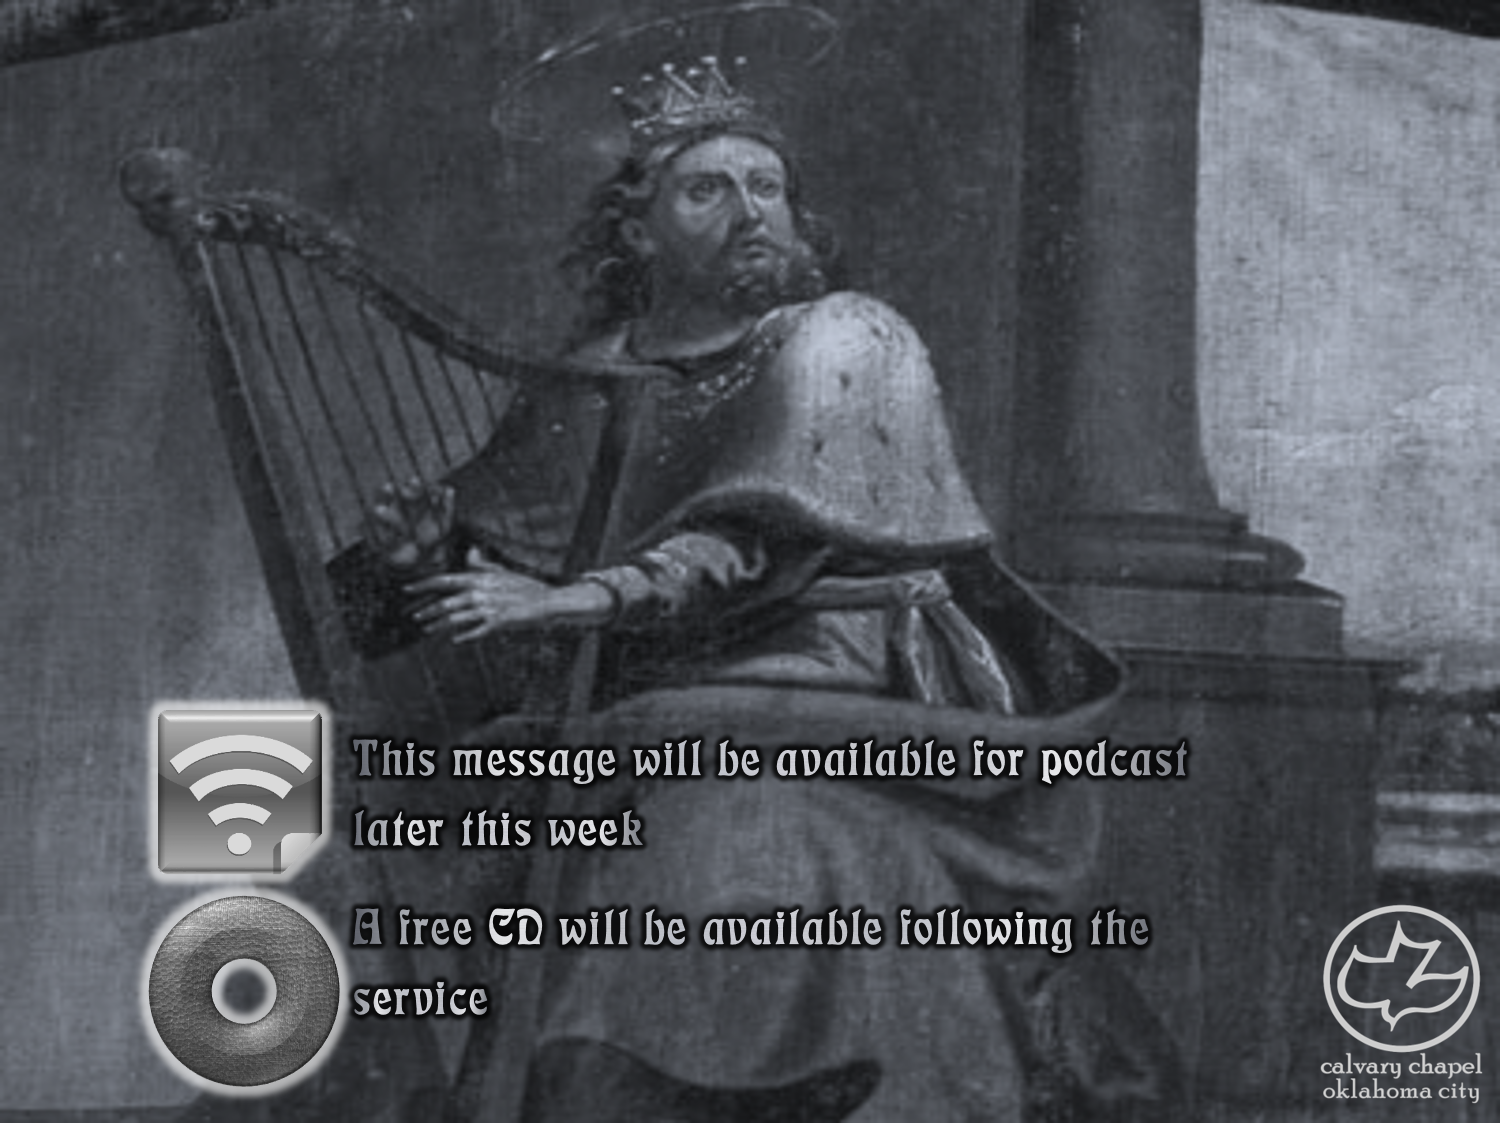 This message will be available for podcast
later this week
A free CD will be available following the
service
calvary chapel
oklahoma city